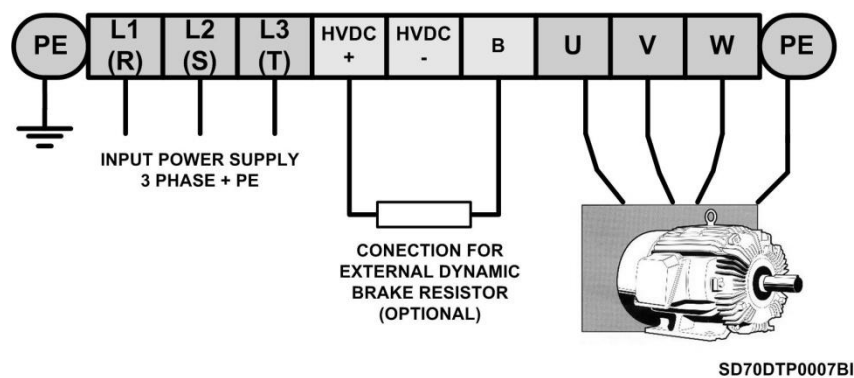 PE L1 L2 L3 HVDC HVDC B U V W PE
(R) (S) (T) + -
INPUT POWER SUPPLY
3 PHASE + PE
CONECTION FOR
EXTERNAL DYNAMIC
BRAKE RESISTOR
(OPTIONAL)
SD70DTP0007BI